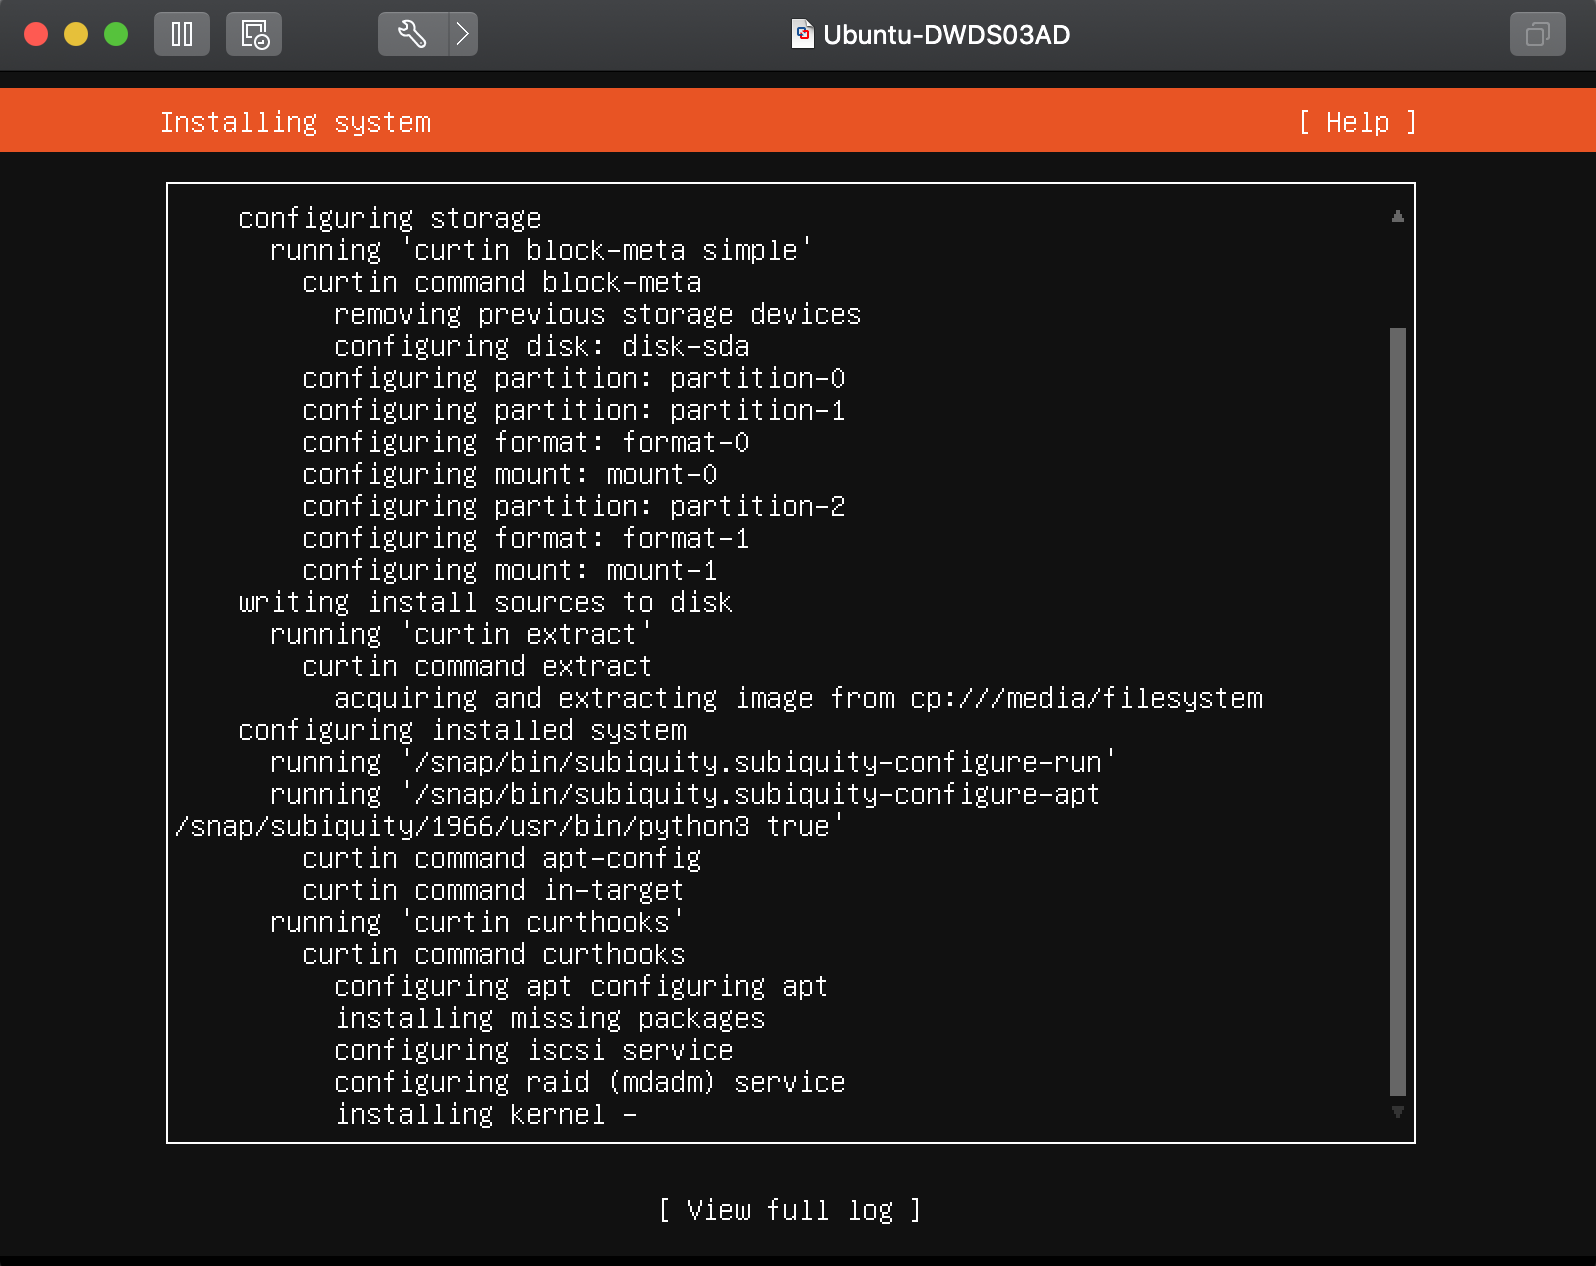 Ubuntu-DWDS03AD
Installing system [ Help ]
configuring storage
running 'curtin block-meta simple'
curtin command block-meta
removing previous storage devices
configuring disk: disk-sda
configuring partition: partition-0
configuring partition: partition-1
configuring format: format-0
configuring mount: mount-0
configuring partition: partition-2
configuring format: format-1
configuring mount: mount-1
writing install sources to disk
running 'curtin extract'
curtin command extract
acquiring and extracting image from cp:///media/filesystem
configuring installed system
running '/snap/bin/subiquity.subiquity-configure-run'
running '/snap/bin/subiquity.subiquity-configure-apt
/snap/subiquity/1966/usr/bin/python3 true'
curtin command apt-config
curtin command in-target
running 'curtin curthooks'
curtin command curthooks
configuring apt configuring apt
installing missing packages
configuring iscsi service
configuring raid (mdadm) service
installing kernel -
[ View full log ]